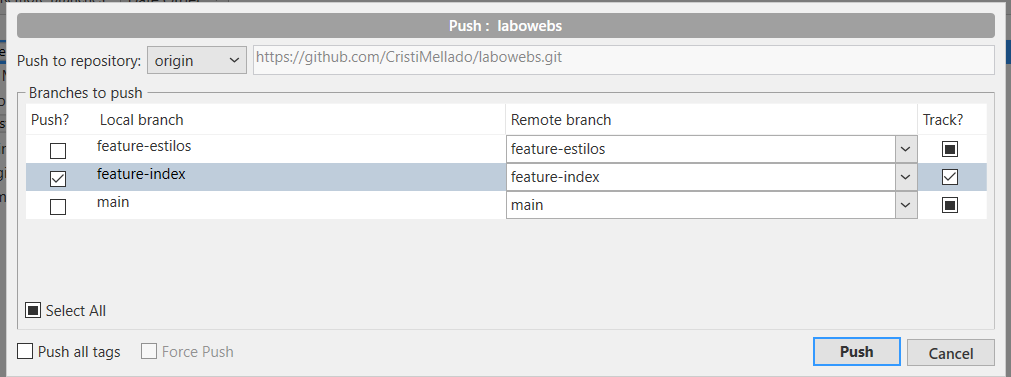 Push : labowebs
Push to repository: origin https://github.com/CristiMellado/labowebs.git
Branches to push
Push? Local branch Remote branch Track?
feature-estilos feature-estilos
feature-index feature-index
main main
Select All
Push all tags Force Push Push Cancel